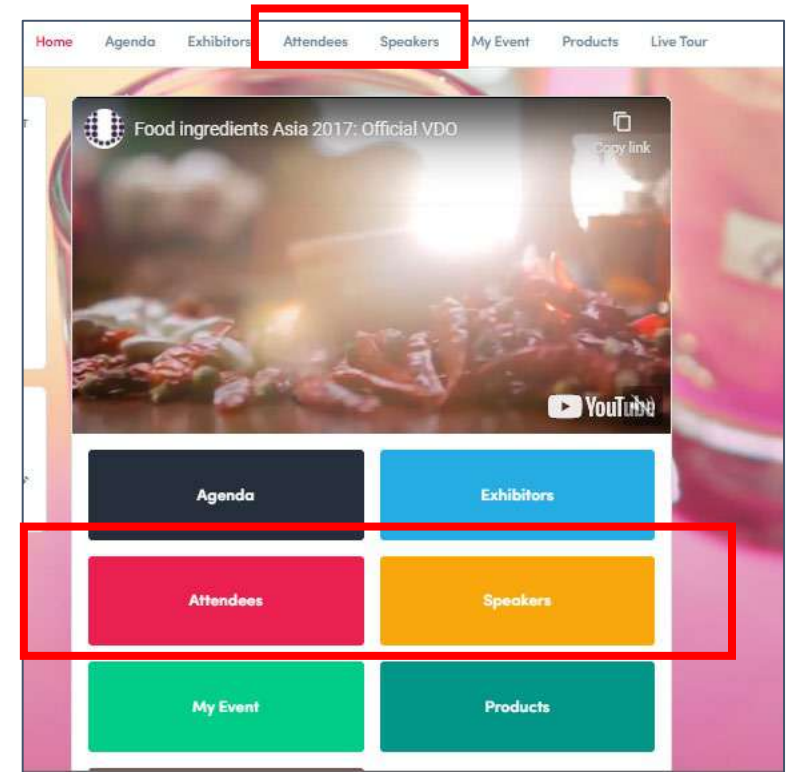 Home Agenda Exhibitors Attendees Speakers My Event Products Live Tour
Food ingredients Asia 2017: Official VDO
Copy link
YouTube
Agenda Exhibitors
Attendees Speakers
My Event Products